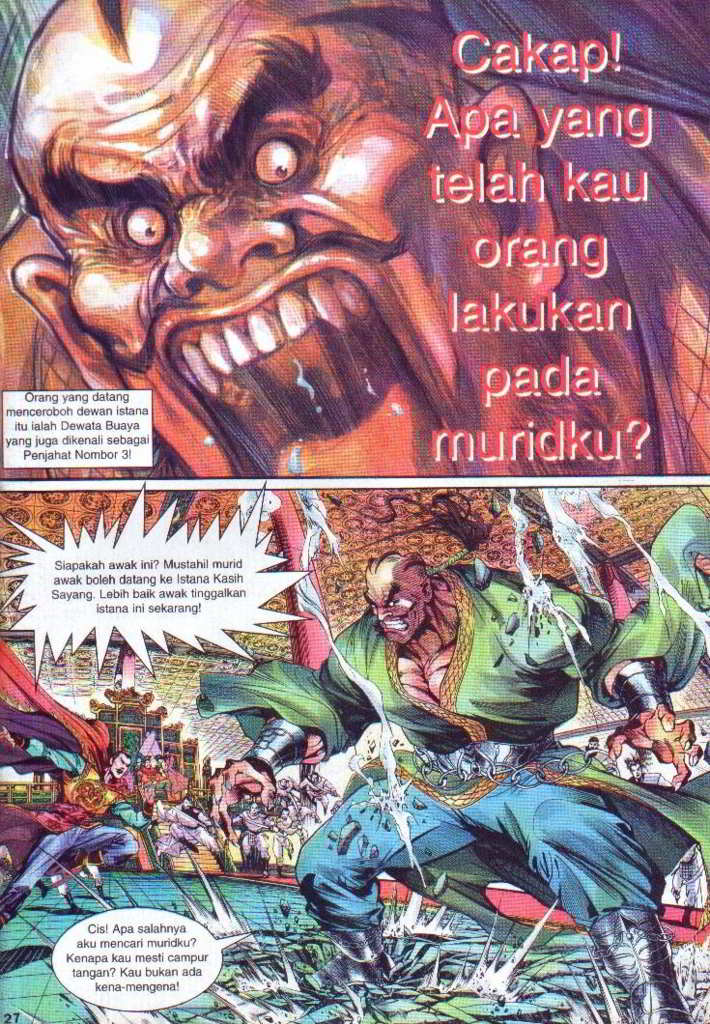 Cakap!
Apa yang
telah kau
orang
lakukan
pada
muridku?
Orang yang datang
menceroboh dewan istana
itu ialah Dewata Buaya
yang juga dikenali sebagai
Penjahat Nombor 3!
Siapakah awak ini? Mustahil murid
awak boleh datang ke Istana Kasih
Sayang. Lebih baik awak tinggalkan
istana ini sekarang!
Cis! Apa salahnya
aku mencari muridku?
Kenapa kau mesti campur
tangan? Kau bukan ada
kena-mengena!
27